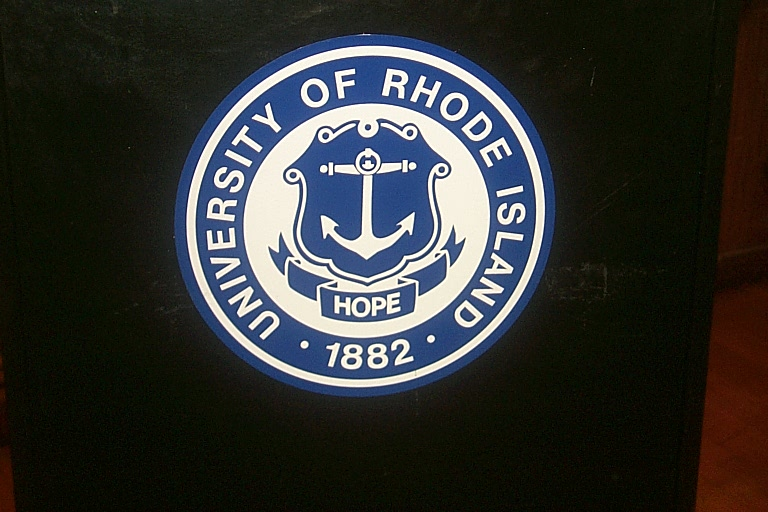 UNIVERSITY OF RHODE ISLAND
HOPE
· 1882 ·